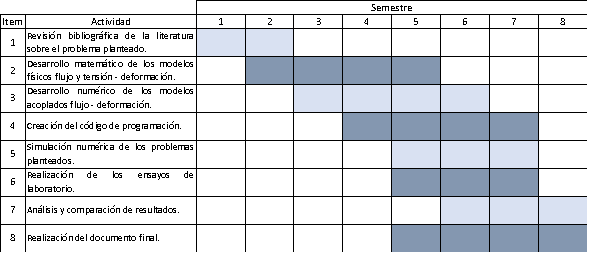 Semestre
Item Actividad 1 2 3 4 5 6 7 8
1 Revisión bibliográfica de la literatura
sobre el problema planteado.
2 Desarrollo matemático de los modelos
físicos flujo y tensión - deformación.
3 Desarrollo numérico de los modelos
acoplados flujo - deformación.
4 Creación del código de programación.
5 Simulación numérica de los problemas
planteados.
6 Realización de los ensayos de
laboratorio.
7 Análisis y comparación de resultados.
8 Realización del documento final.